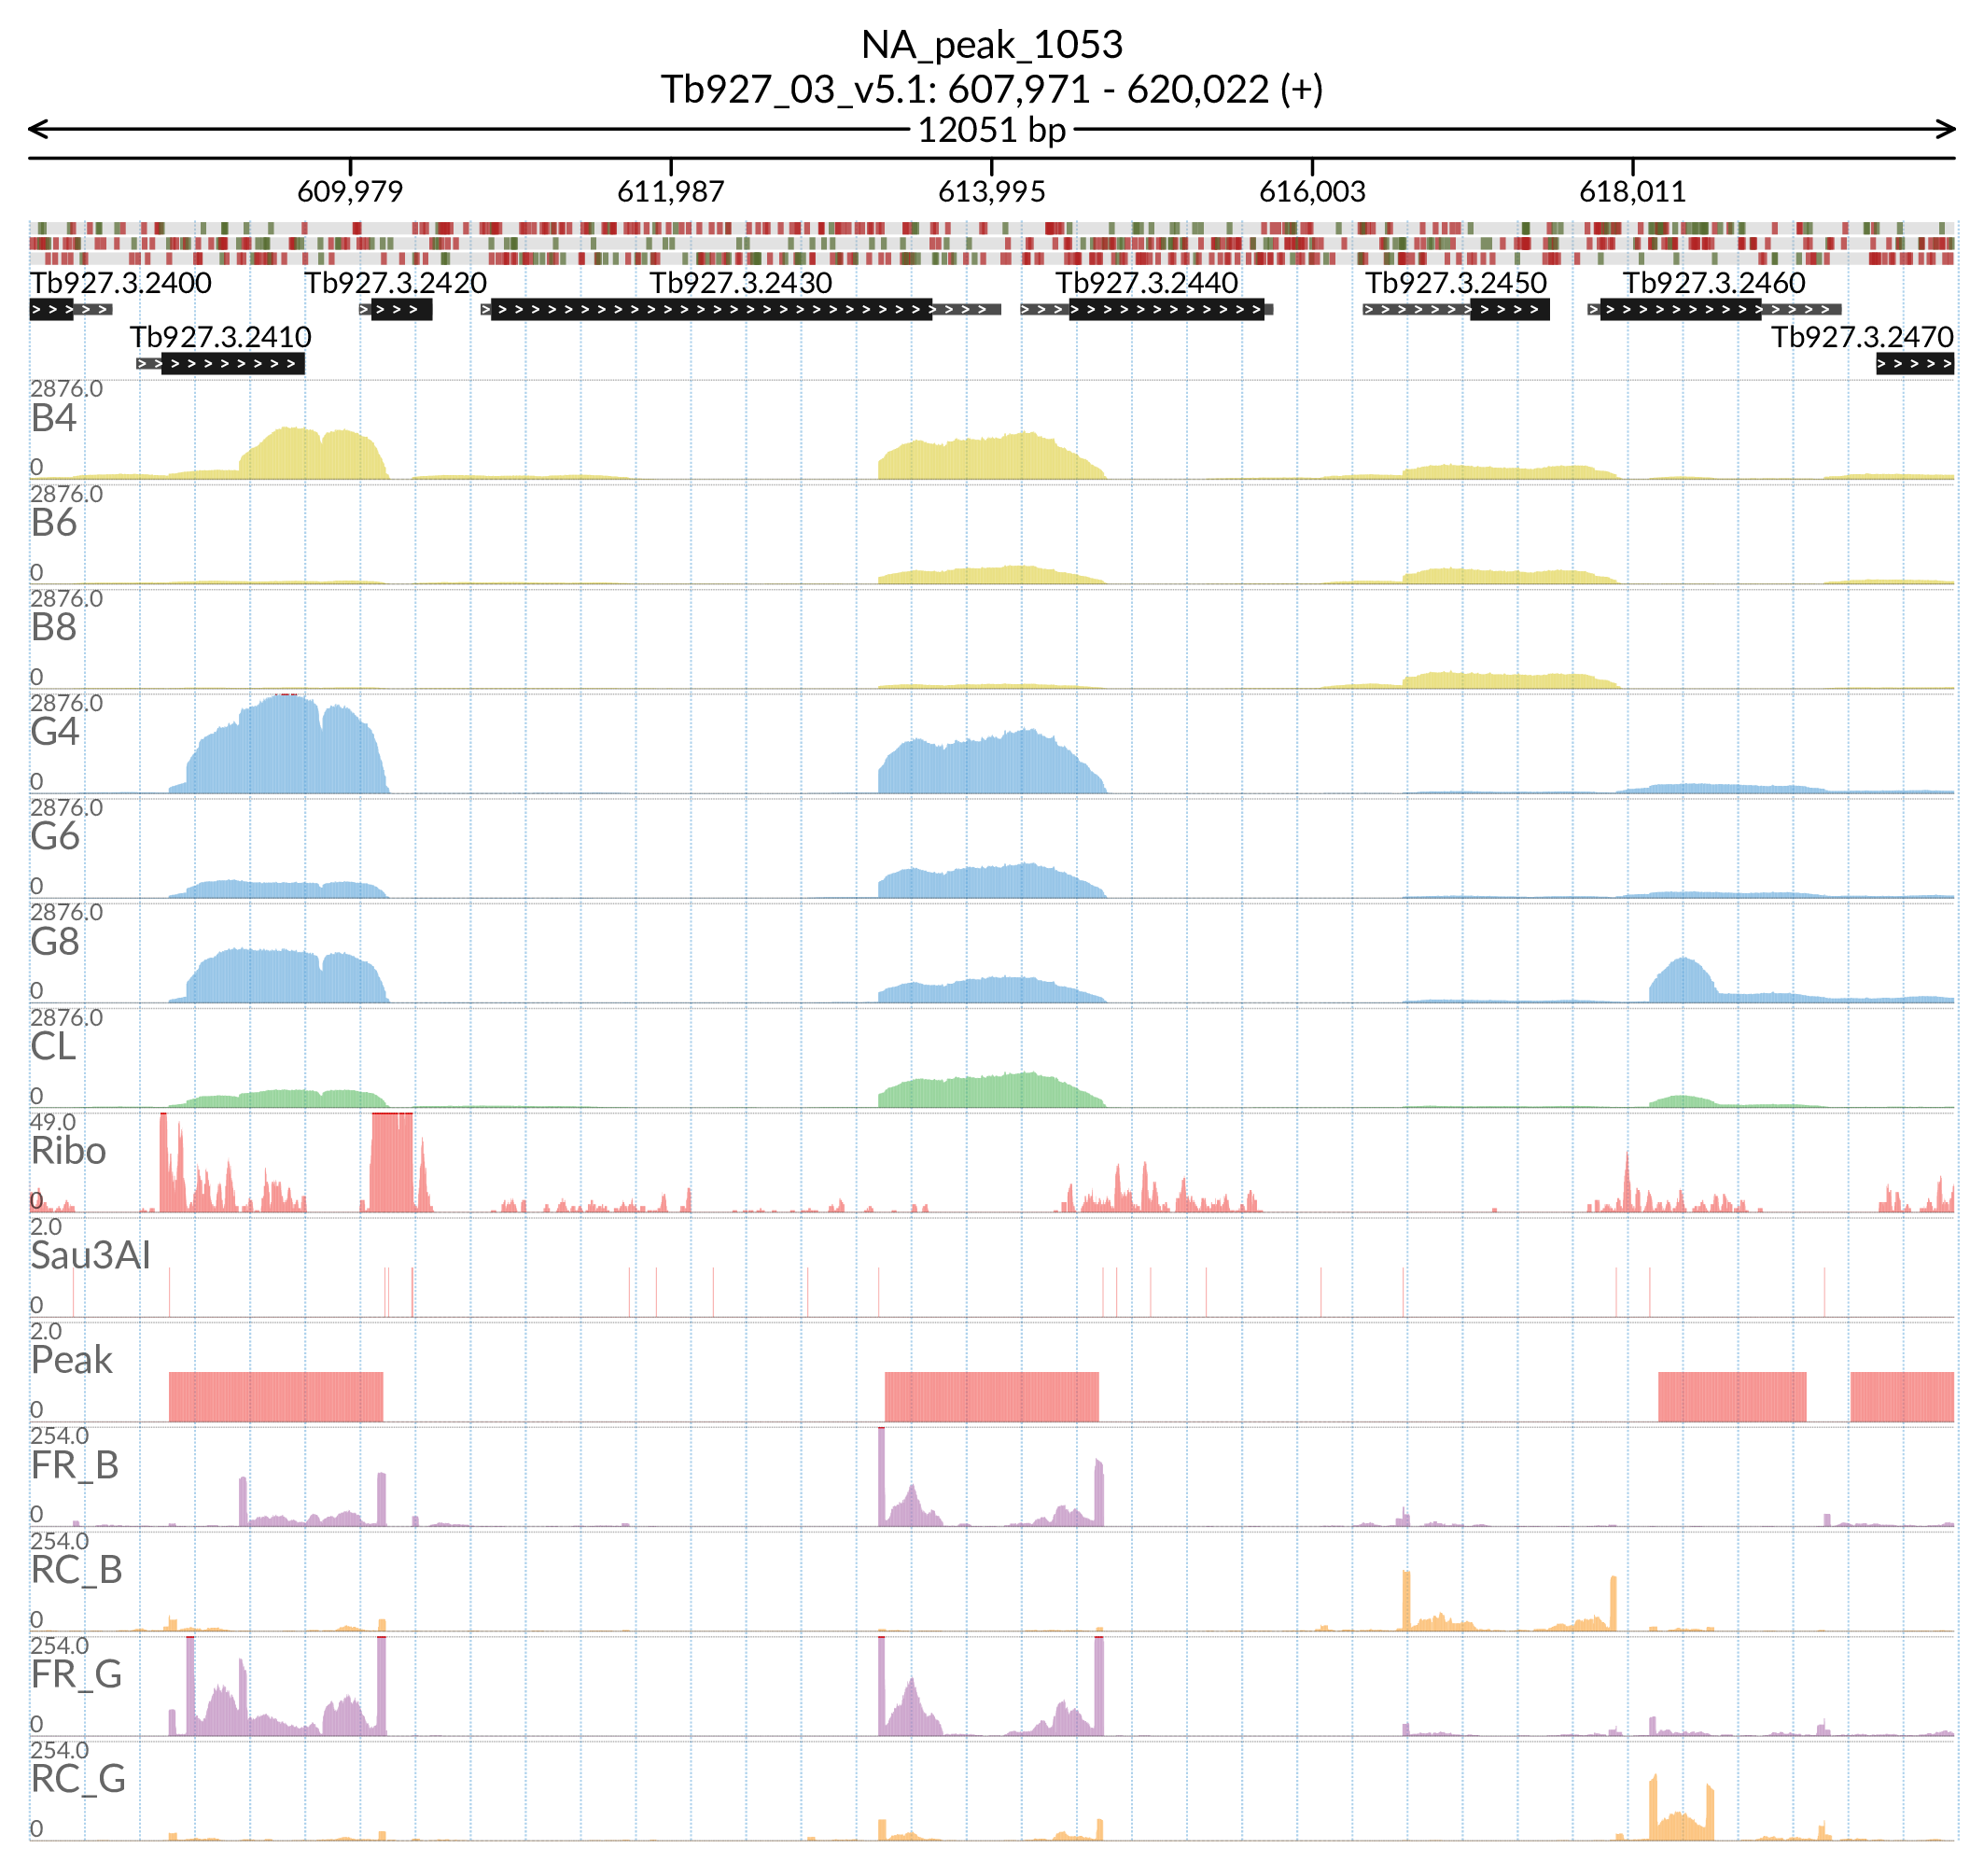 NA_peak_1053
Tb927_03_v5.1: 607,971 - 620,022 (+)
12051 bp
609,979 611,987 613,995 616,003 618,011
Tb927.3.2400 Tb927.3.2420 Tb927.3.2430 Tb927.3.2440 Tb927.3.2450 Tb927.3.2460
Tb927.3.2410 Tb927.3.2470
2876.0
B4
0
2876.0
B6
0
2876.0
B8
0
2876.0
G4
0
2876.0
G6
0
2876.0
G8
0
2876.0
CL
0
49.0
Ribo
0
2.0
Sau3AI
0
2.0
Peak
0
254.0
FR_B
0
254.0
RC_B
0
254.0
FR_G
0
254.0
RC_G
0